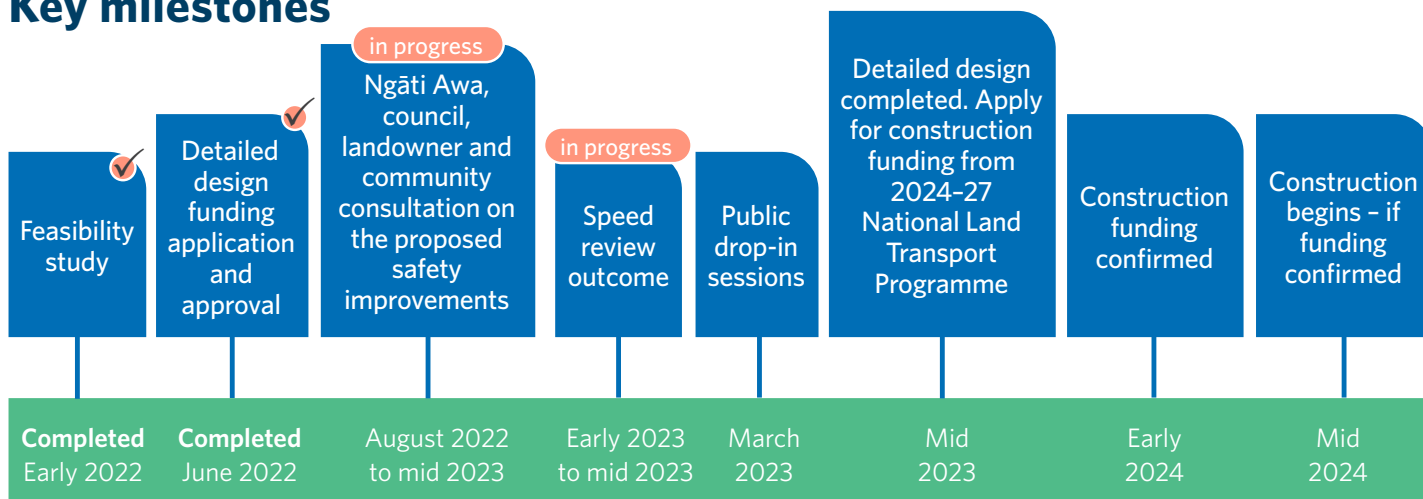 Key milestones
Feasibility
study
Completed
Early 2022
Detailed
design
funding
application
and
approval
Completed
June 2022
in progress
Ngāti Awa,
council,
landowner and
community
consultation on
the proposed
safety
improvements
August 2022
to mid 2023
in progress
Speed
review
outcome
Early 2023
to mid 2023
Public
drop-in
sessions
March
2023
Detailed design
completed. Apply
for construction
funding from
2024–27
National Land
Transport
Programme
Mid
2023
Construction
funding
confirmed
Early
2024
Construction
begins – if
funding
confirmed
Mid
2024